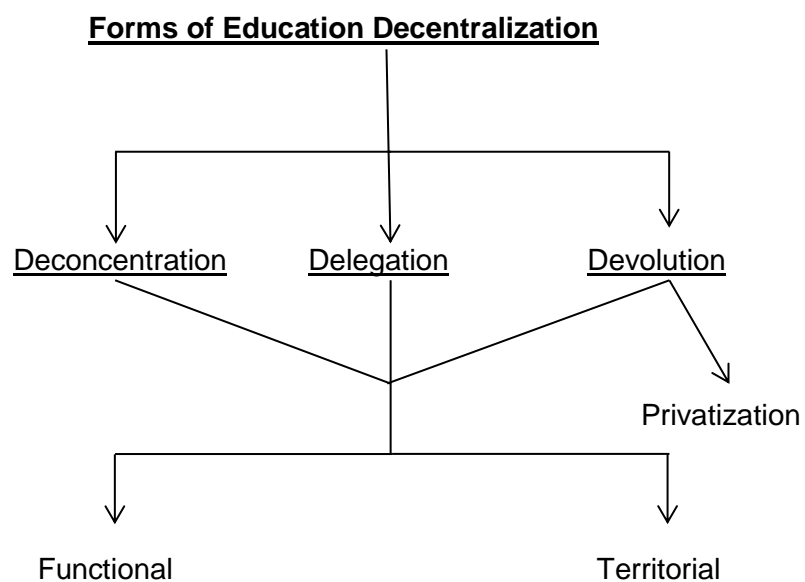 Forms of Education Decentralization
Deconcentration Delegation Devolution
Privatization
Functional Territorial